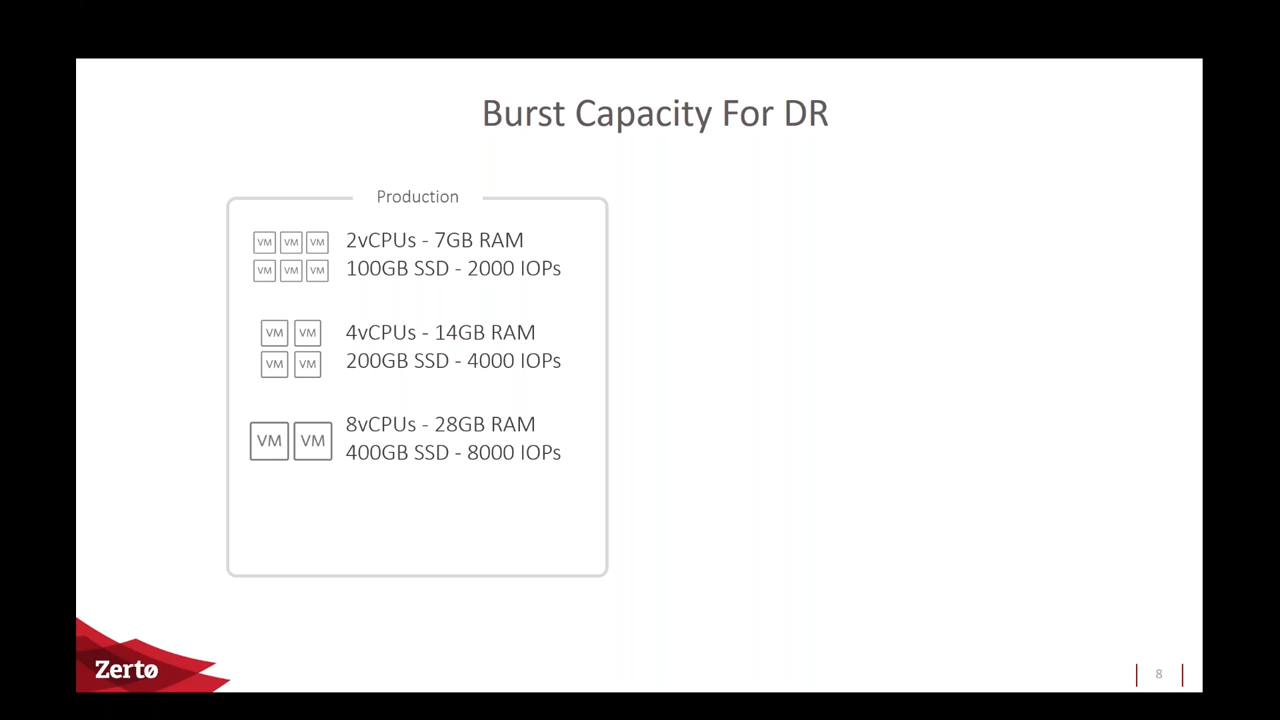 Burst Capacity For DR
Production
VM VM VM
VM VM VM
2vCPUs - 7GB RAM
100GB SSD - 2000 IOPs
VM VM
VM VM
4vCPUs - 14GB RAM
200GB SSD - 4000 IOPs
VM VM
8vCPUs - 28GB RAM
400GB SSD - 8000 IOPs
Zerto
8